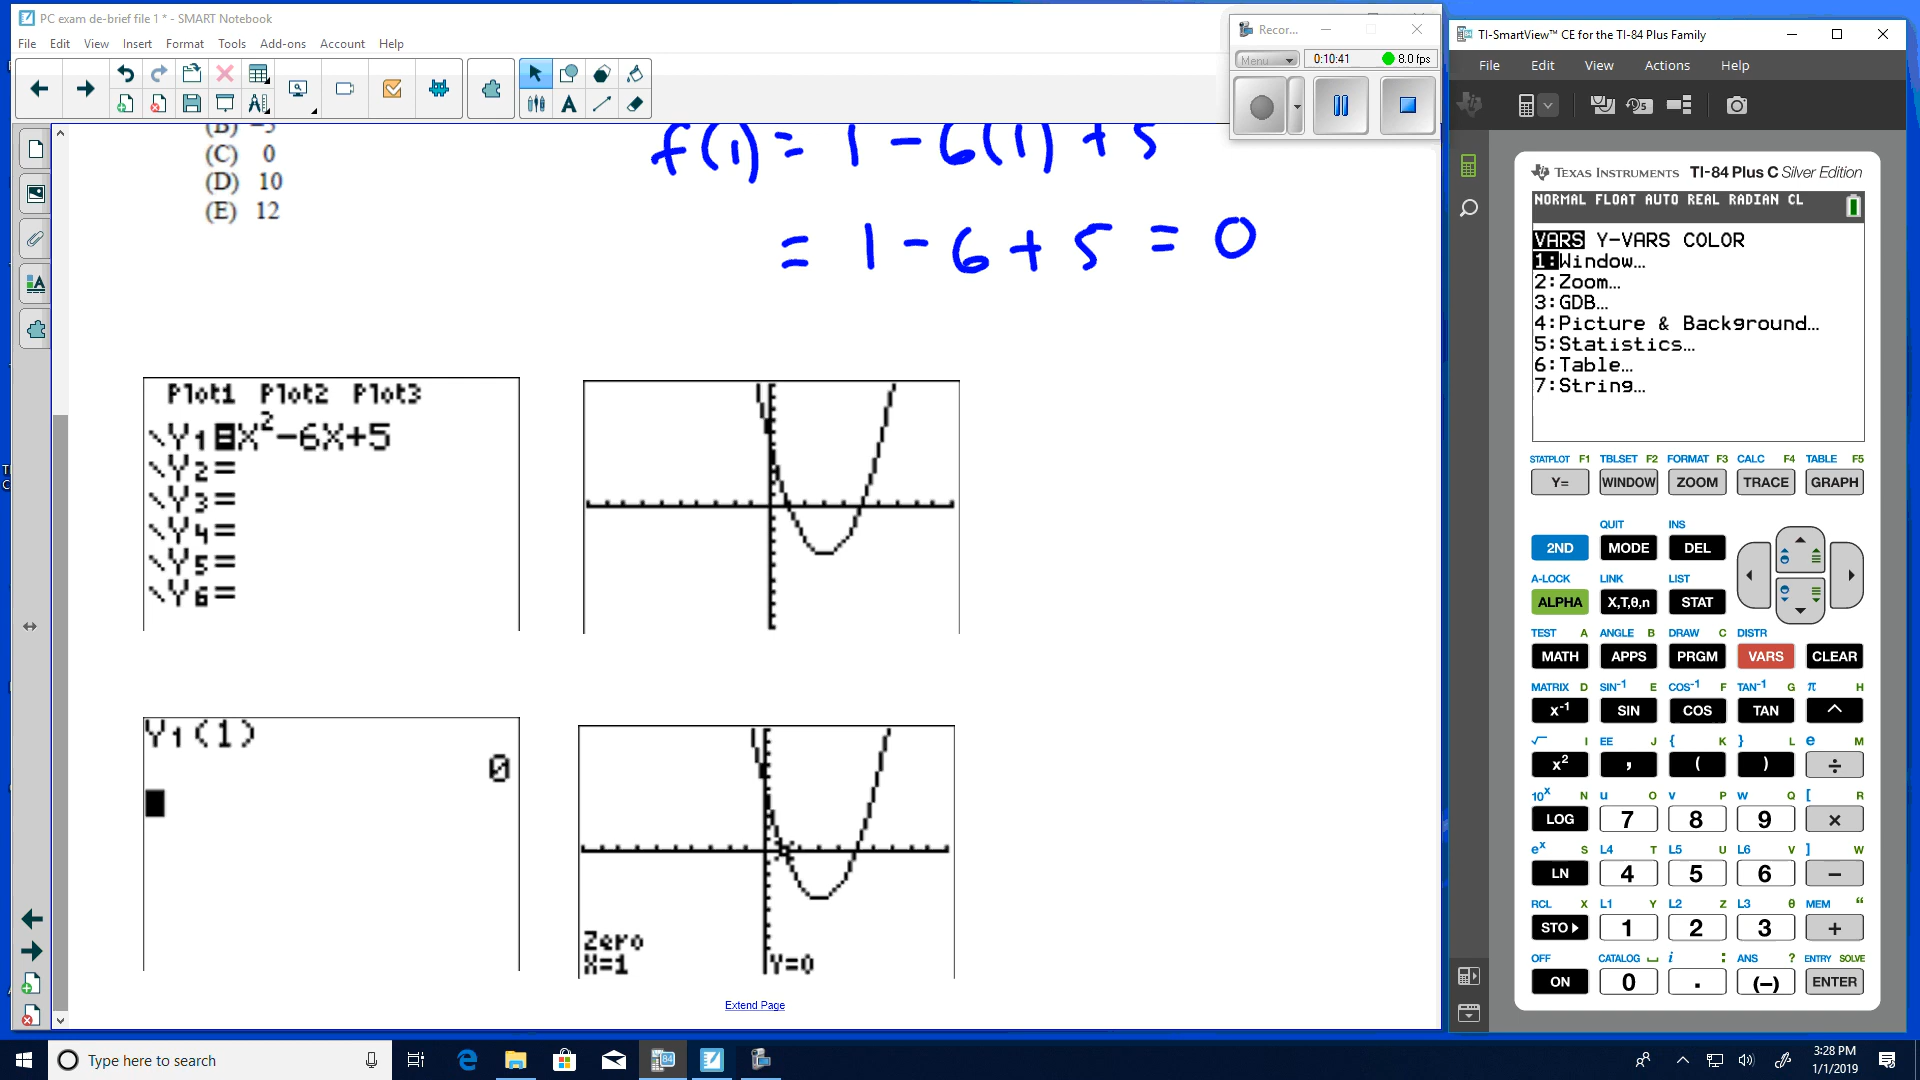 PC exam de-brief file 1 * - SMART Notebook
File Edit View Insert Format Tools Add-ons Account Help
Recor...
Menu 0:10:41 8.0 fps
(B) −5
(C) 0
(D) 10
(E) 12
f(1) = 1 - 6(1) + 5
= 1 - 6 + 5 = 0
Plot1 Plot2 Plot3
\Y1=X²-6X+5
\Y2=
\Y3=
\Y4=
\Y5=
\Y6=
Y1(1)
0
Zero
X=1 Y=0
Extend Page
TI-SmartView™ CE for the TI-84 Plus Family
File Edit View Actions Help
TEXAS INSTRUMENTS TI-84 Plus C Silver Edition
NORMAL FLOAT AUTO REAL RADIAN CL
VARS Y-VARS COLOR
1:Window…
2:Zoom…
3:GDB…
4:Picture & Background…
5:Statistics…
6:Table…
7:String…
STATPLOT F1 TBLSET F2 FORMAT F3 CALC F4 TABLE F5
Y= WINDOW ZOOM TRACE GRAPH
QUIT INS
2ND MODE DEL
A-LOCK LINK LIST
ALPHA X,T,θ,n STAT
TEST A ANGLE B DRAW C DISTR
MATH APPS PRGM VARS CLEAR
MATRIX D SIN⁻¹ E COS⁻¹ F TAN⁻¹ G π H
x⁻¹ SIN COS TAN ^
√ I EE J { K } L e M
x² , ( ) ÷
10ˣ N u O v P w Q [ R
LOG 7 8 9 ×
eˣ S L4 T L5 U L6 V ] W
LN 4 5 6 −
RCL X L1 Y L2 Z L3 θ MEM "
STO▸ 1 2 3 +
OFF CATALOG ⎵ i : ANS ? ENTRY SOLVE
ON 0 . (−) ENTER
Type here to search
84
3:28 PM
1/1/2019